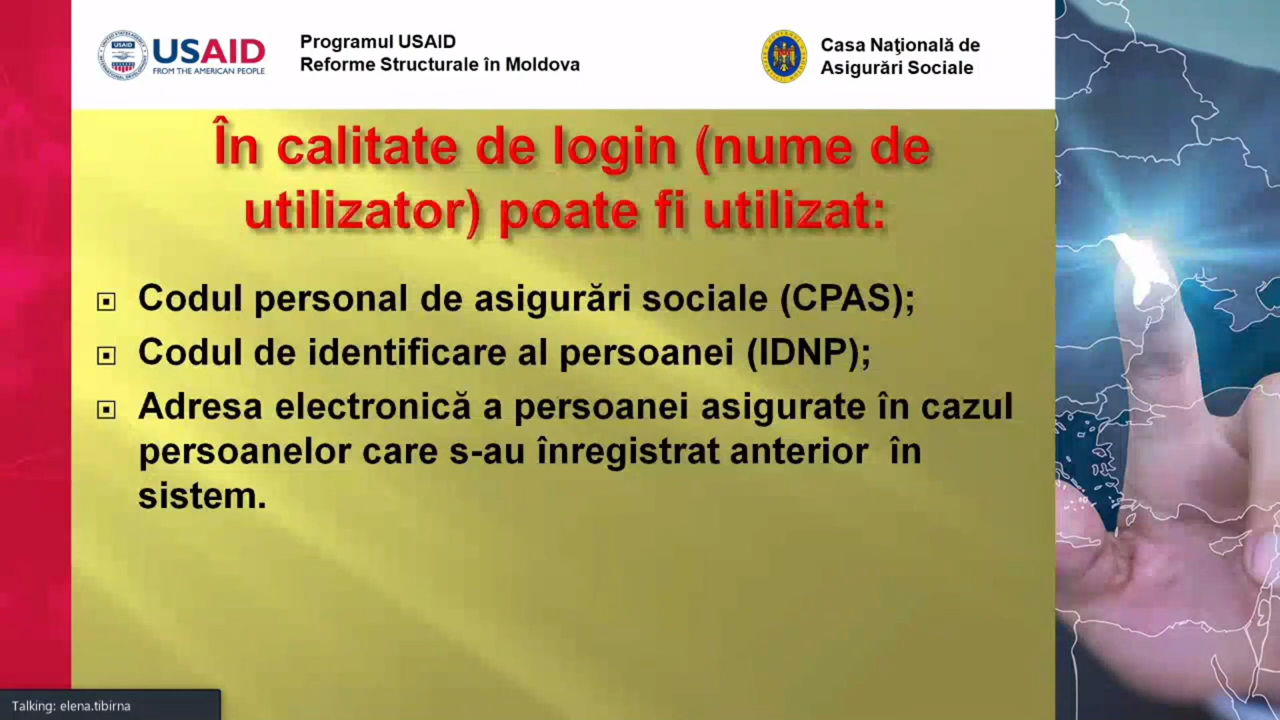 USAID
FROM THE AMERICAN PEOPLE
Programul USAID
Reforme Structurale în Moldova
Casa Naţională de
Asigurări Sociale
În calitate de login (nume de
utilizator) poate fi utilizat:
Codul personal de asigurări sociale (CPAS);
Codul de identificare al persoanei (IDNP);
Adresa electronică a persoanei asigurate în cazul
persoanelor care s-au înregistrat anterior în
sistem.
Talking: elena.tibirna